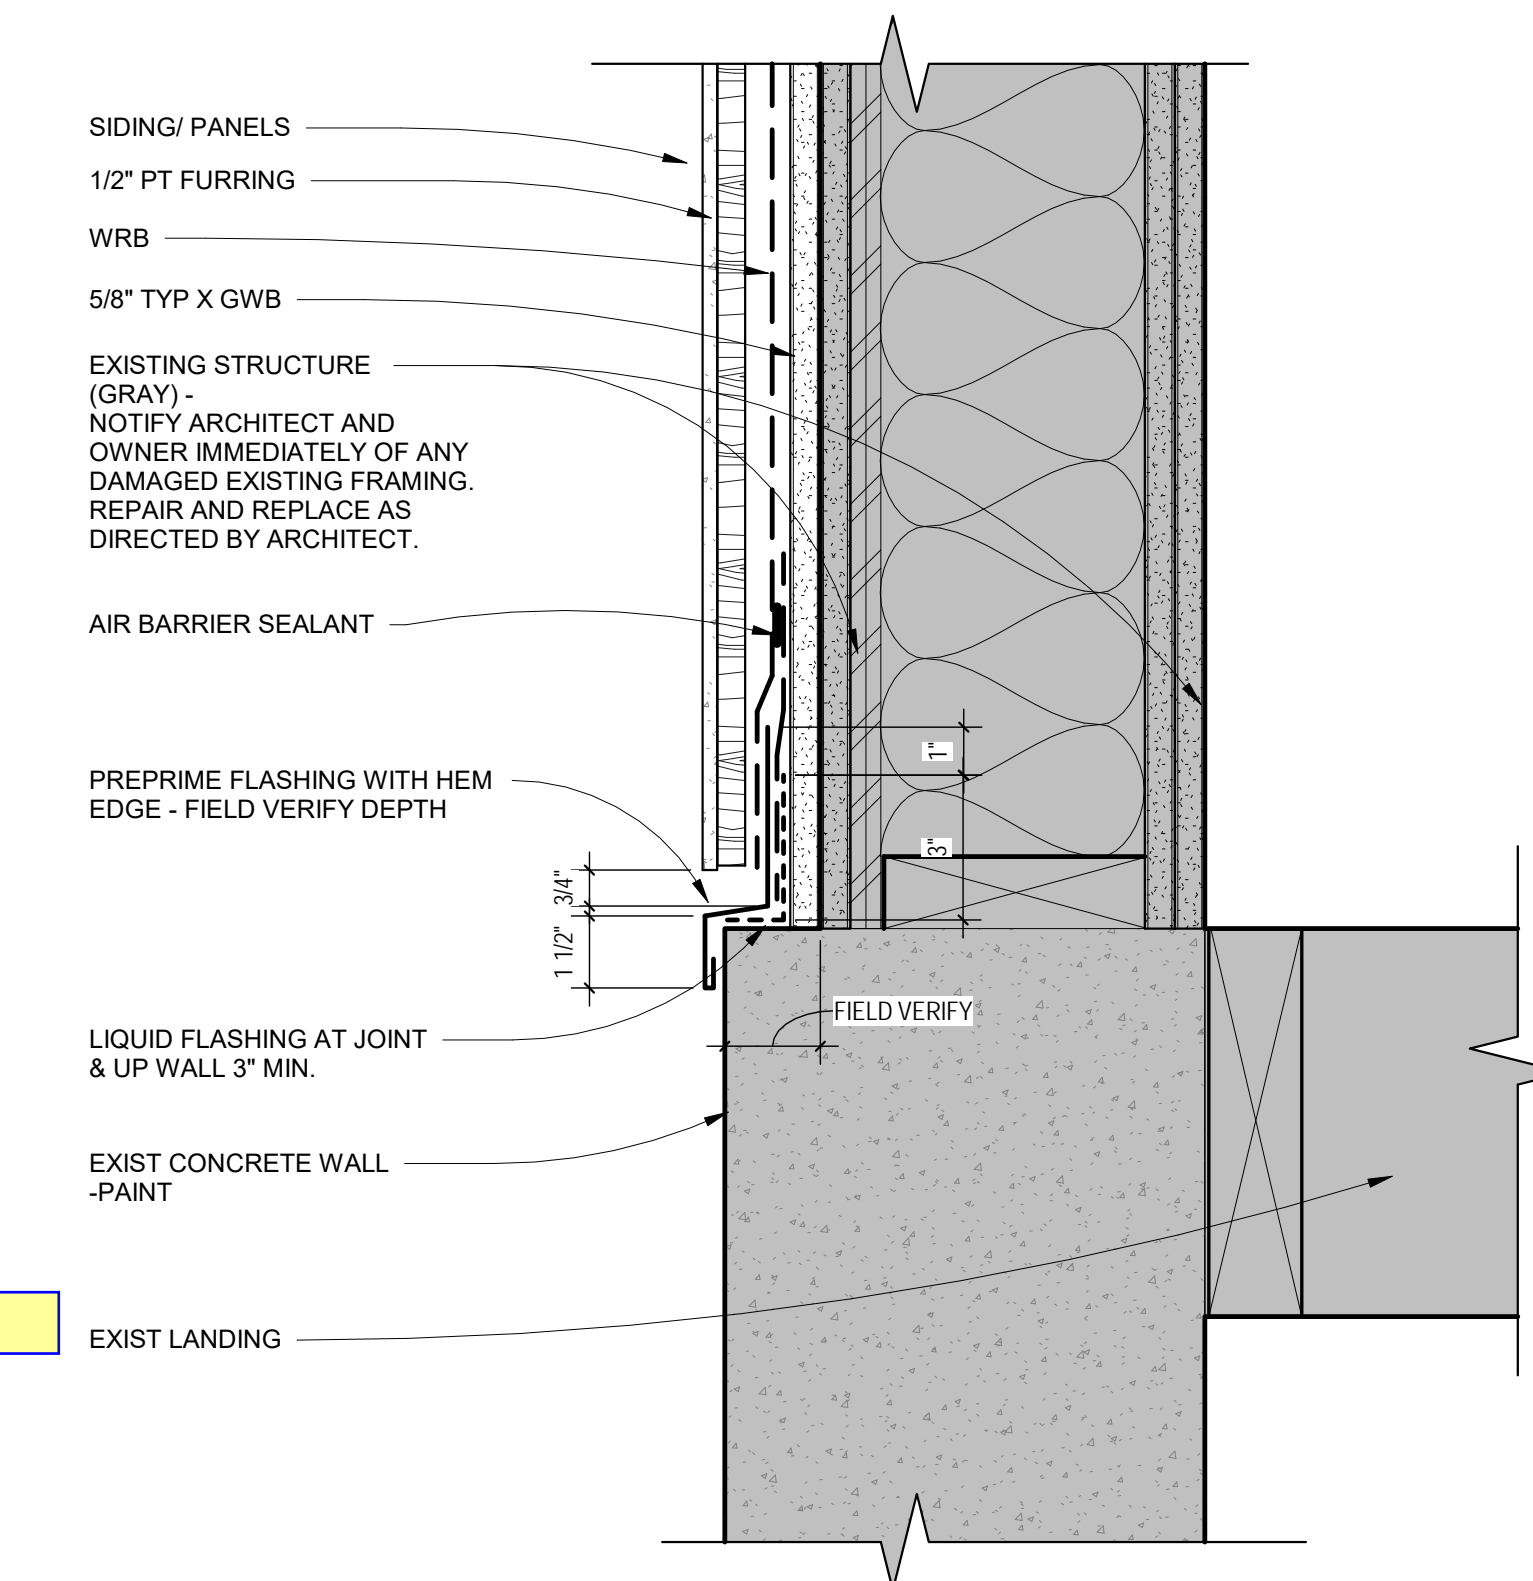 SIDING/ PANELS
1/2" PT FURRING
WRB
5/8" TYP X GWB
EXISTING STRUCTURE
(GRAY) -
NOTIFY ARCHITECT AND
OWNER IMMEDIATELY OF ANY
DAMAGED EXISTING FRAMING.
REPAIR AND REPLACE AS
DIRECTED BY ARCHITECT.
AIR BARRIER SEALANT
1"
PREPRIME FLASHING WITH HEM
EDGE - FIELD VERIFY DEPTH
3"
3/4"
1 1/2"
FIELD VERIFY
LIQUID FLASHING AT JOINT
& UP WALL 3" MIN.
EXIST CONCRETE WALL
-PAINT
EXIST LANDING